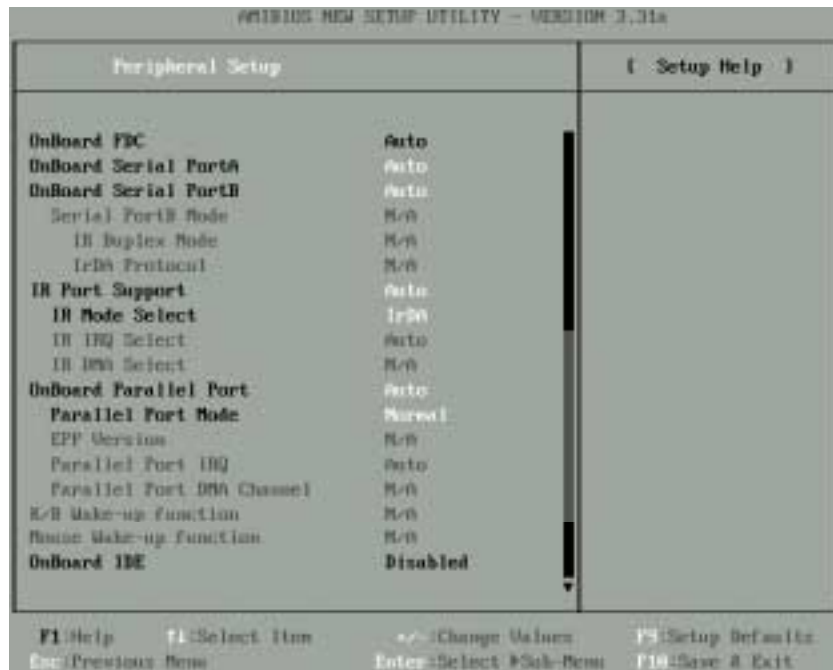 AMIBIOS NEW SETUP UTILITY - VERSION 3.31a
Peripheral Setup
[ Setup Help ]
OnBoard FDC Auto
OnBoard Serial PortA Auto
OnBoard Serial PortB Auto
Serial PortB Mode N/A
IR Duplex Mode N/A
IrDA Protocol N/A
IR Port Support Auto
IR Mode Select IrDA
IR IRQ Select Auto
IR DMA Select N/A
OnBoard Parallel Port Auto
Parallel Port Mode Normal
EPP Version N/A
Parallel Port IRQ Auto
Parallel Port DMA Channel N/A
K/B Wake-up function N/A
Mouse Wake-up function N/A
OnBoard IDE Disabled
F1:Help ↑↓:Select Item +/-:Change Values F9:Setup Defaults
Esc:Previous Menu Enter:Select ►Sub-Menu F10:Save & Exit